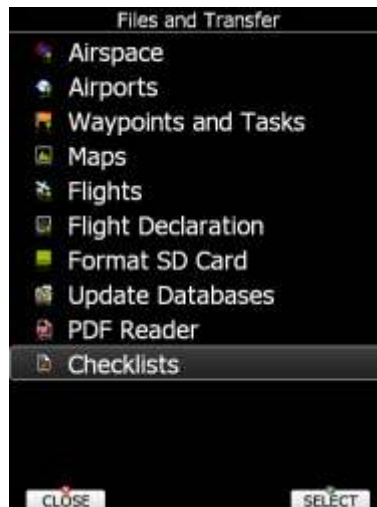 Files and Transfer
Airspace
Airports
Waypoints and Tasks
Maps
Flights
Flight Declaration
Format SD Card
Update Databases
PDF Reader
Checklists
CLOSE
SELECT